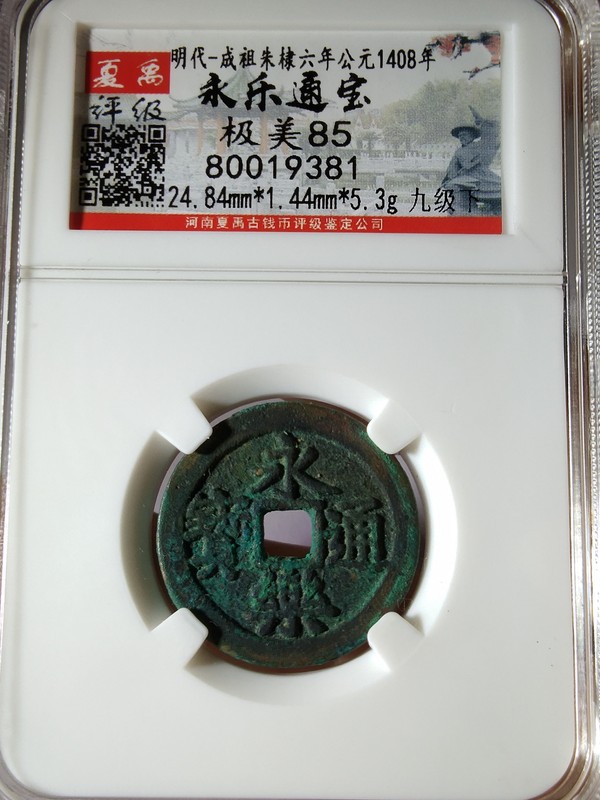 夏禹
评级
明代-成祖朱棣六年公元1408年
永乐通宝
极美85
80019381
24.84mm*1.44mm*5.3g 九级下
河南夏禹古钱币评级鉴定公司
永樂通寶